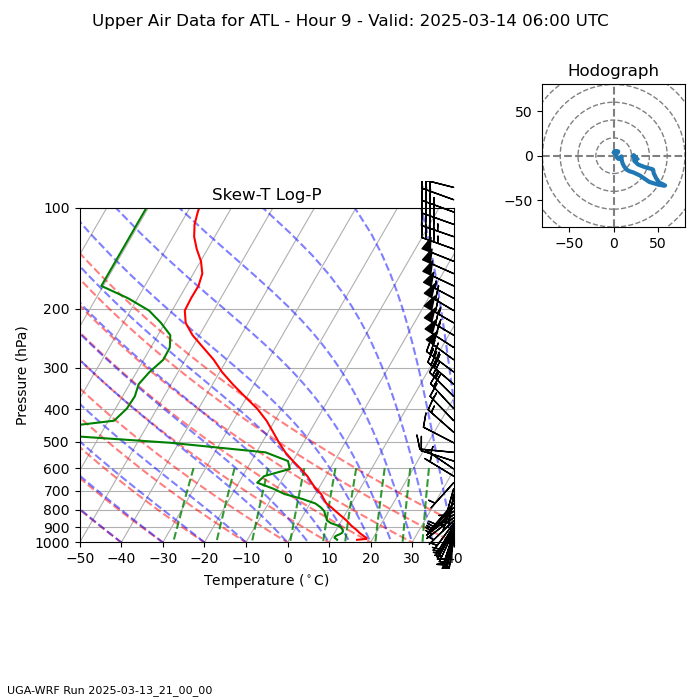 Upper Air Data for ATL - Hour 9 - Valid: 2025-03-14 06:00 UTC
Hodograph
50
0
−50
−50 0 50
Skew-T Log-P
100
200
300
400
500
600
700
800
900
1000
Pressure (hPa)
−50 −40 −30 −20 −10 0 10 20 30 40
Temperature (°C)
UGA-WRF Run 2025-03-13_21_00_00